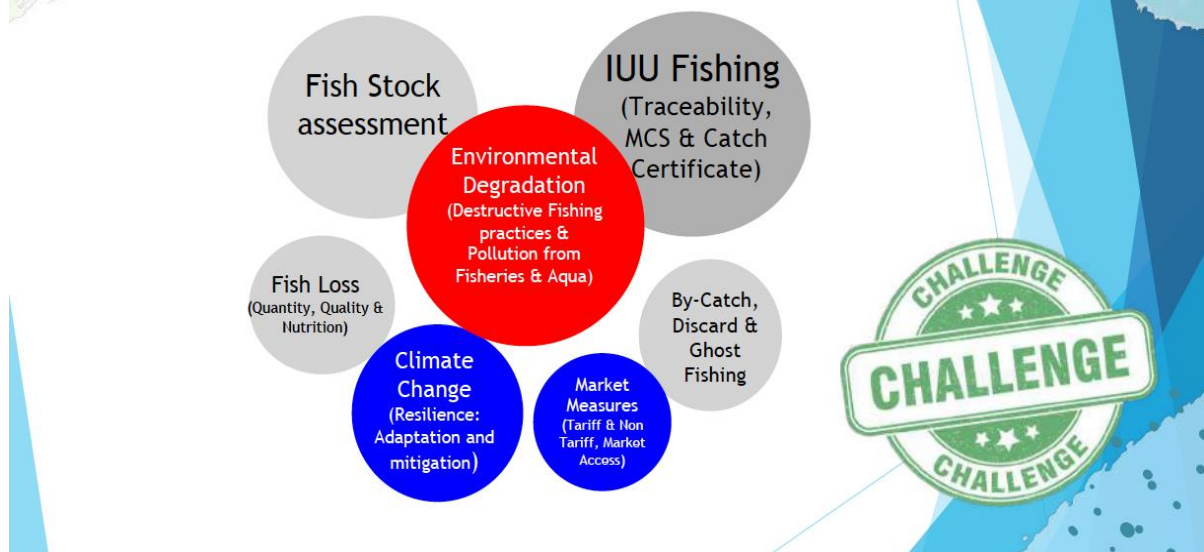 Fish Stock
assessment
IUU Fishing
(Traceability,
MCS & Catch
Certificate)
Environmental
Degradation
(Destructive Fishing
practices &
Pollution from
Fisheries & Aqua)
Fish Loss
(Quantity, Quality &
Nutrition)
By-Catch,
Discard &
Ghost
Fishing
Climate
Change
(Resilience:
Adaptation and
mitigation)
Market
Measures
(Tariff & Non
Tariff, Market
Access)
CHALLENGE
CHALLENGE
CHALLENGE